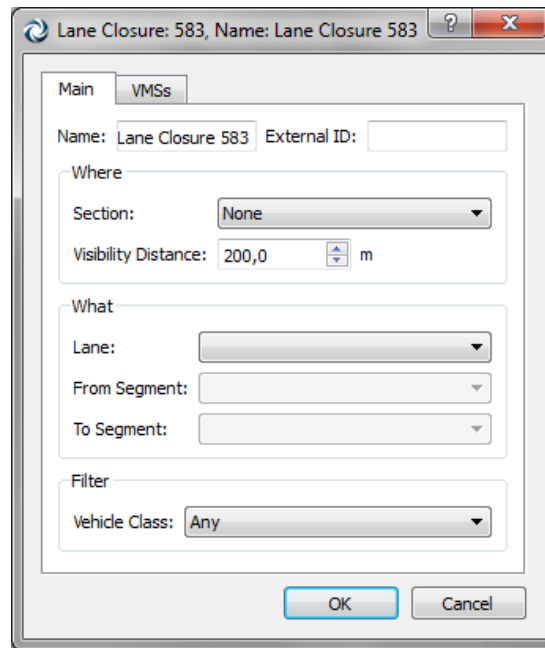 Lane Closure: 583, Name: Lane Closure 583
Main VMSs
Name: Lane Closure 583 External ID:
Where
Section: None
Visibility Distance: 200,0 m
What
Lane:
From Segment:
To Segment:
Filter
Vehicle Class: Any
OK Cancel